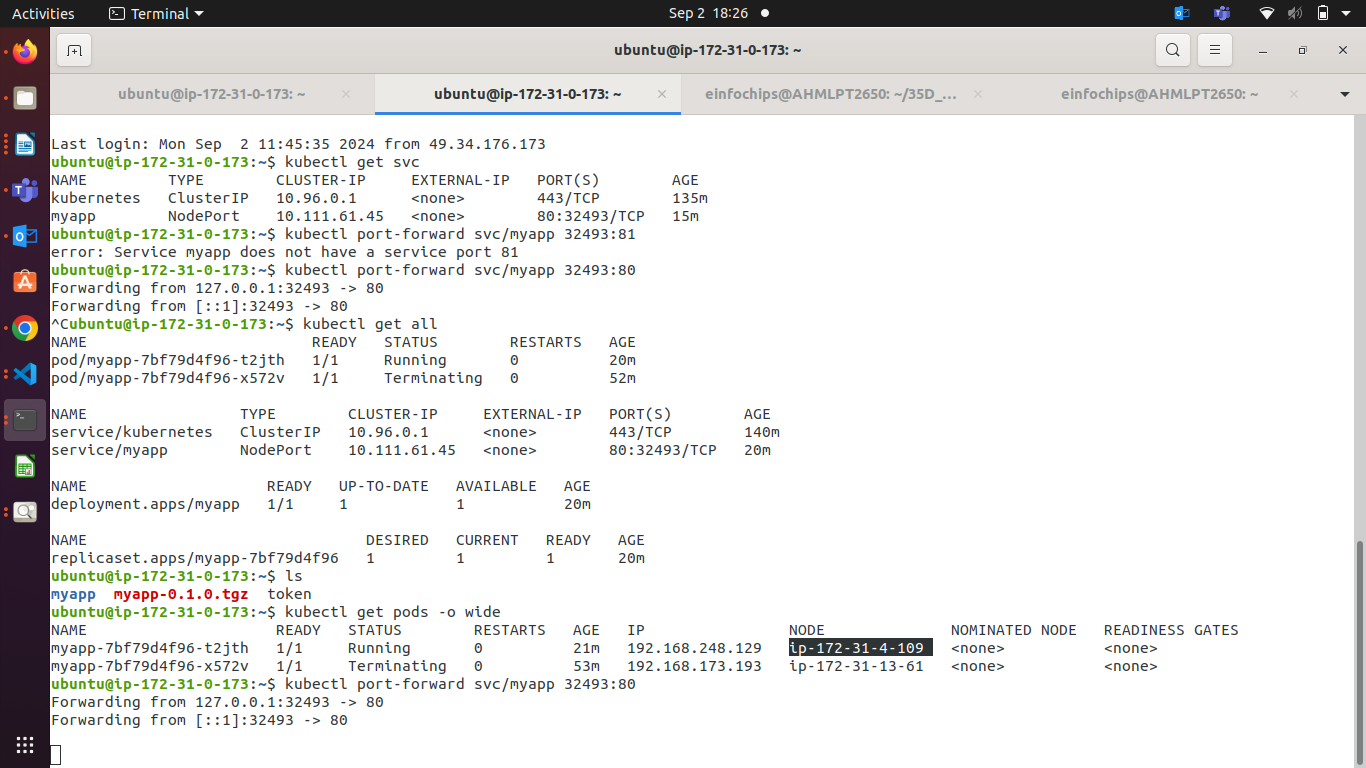 Activities Terminal Sep 2 18:26
ubuntu@ip-172-31-0-173: ~
ubuntu@ip-172-31-0-173: ~ ubuntu@ip-172-31-0-173: ~ einfochips@AHMLPT2650: ~/35D_... einfochips@AHMLPT2650: ~
Last login: Mon Sep  2 11:45:35 2024 from 49.34.176.173
ubuntu@ip-172-31-0-173:~$ kubectl get svc
NAME         TYPE        CLUSTER-IP     EXTERNAL-IP   PORT(S)        AGE
kubernetes   ClusterIP   10.96.0.1      <none>        443/TCP        135m
myapp        NodePort    10.111.61.45   <none>        80:32493/TCP   15m
ubuntu@ip-172-31-0-173:~$ kubectl port-forward svc/myapp 32493:81
error: Service myapp does not have a service port 81
ubuntu@ip-172-31-0-173:~$ kubectl port-forward svc/myapp 32493:80
Forwarding from 127.0.0.1:32493 -> 80
Forwarding from [::1]:32493 -> 80
^Cubuntu@ip-172-31-0-173:~$ kubectl get all
NAME                         READY   STATUS        RESTARTS   AGE
pod/myapp-7bf79d4f96-t2jth   1/1     Running       0          20m
pod/myapp-7bf79d4f96-x572v   1/1     Terminating   0          52m
NAME                 TYPE        CLUSTER-IP     EXTERNAL-IP   PORT(S)        AGE
service/kubernetes   ClusterIP   10.96.0.1      <none>        443/TCP        140m
service/myapp        NodePort    10.111.61.45   <none>        80:32493/TCP   20m
NAME                    READY   UP-TO-DATE   AVAILABLE   AGE
deployment.apps/myapp   1/1     1            1           20m
NAME                               DESIRED   CURRENT   READY   AGE
replicaset.apps/myapp-7bf79d4f96   1         1         1       20m
ubuntu@ip-172-31-0-173:~$ ls
myapp  myapp-0.1.0.tgz  token
ubuntu@ip-172-31-0-173:~$ kubectl get pods -o wide
NAME                     READY   STATUS        RESTARTS   AGE   IP                NODE              NOMINATED NODE   READINESS GATES
myapp-7bf79d4f96-t2jth   1/1     Running       0          21m   192.168.248.129   ip-172-31-4-109   <none>           <none>
myapp-7bf79d4f96-x572v   1/1     Terminating   0          53m   192.168.173.193   ip-172-31-13-61   <none>           <none>
ubuntu@ip-172-31-0-173:~$ kubectl port-forward svc/myapp 32493:80
Forwarding from 127.0.0.1:32493 -> 80
Forwarding from [::1]:32493 -> 80